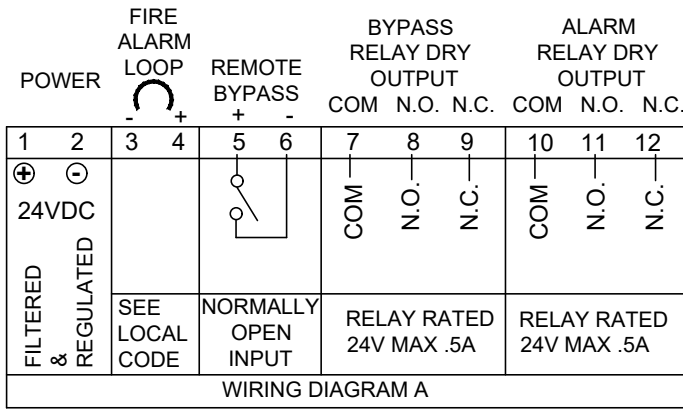 POWER
FIRE
ALARM
LOOP
- +
REMOTE
BYPASS
+ -
BYPASS
RELAY DRY
OUTPUT
COM N.O. N.C.
ALARM
RELAY DRY
OUTPUT
COM N.O. N.C.
1 2 3 4 5 6 7 8 9 10 11 12
+ -
24VDC
FILTERED
& REGULATED
SEE
LOCAL
CODE
NORMALLY
OPEN
INPUT
COM
N.O.
N.C.
RELAY RATED
24V MAX .5A
COM
N.O.
N.C.
RELAY RATED
24V MAX .5A
WIRING DIAGRAM A